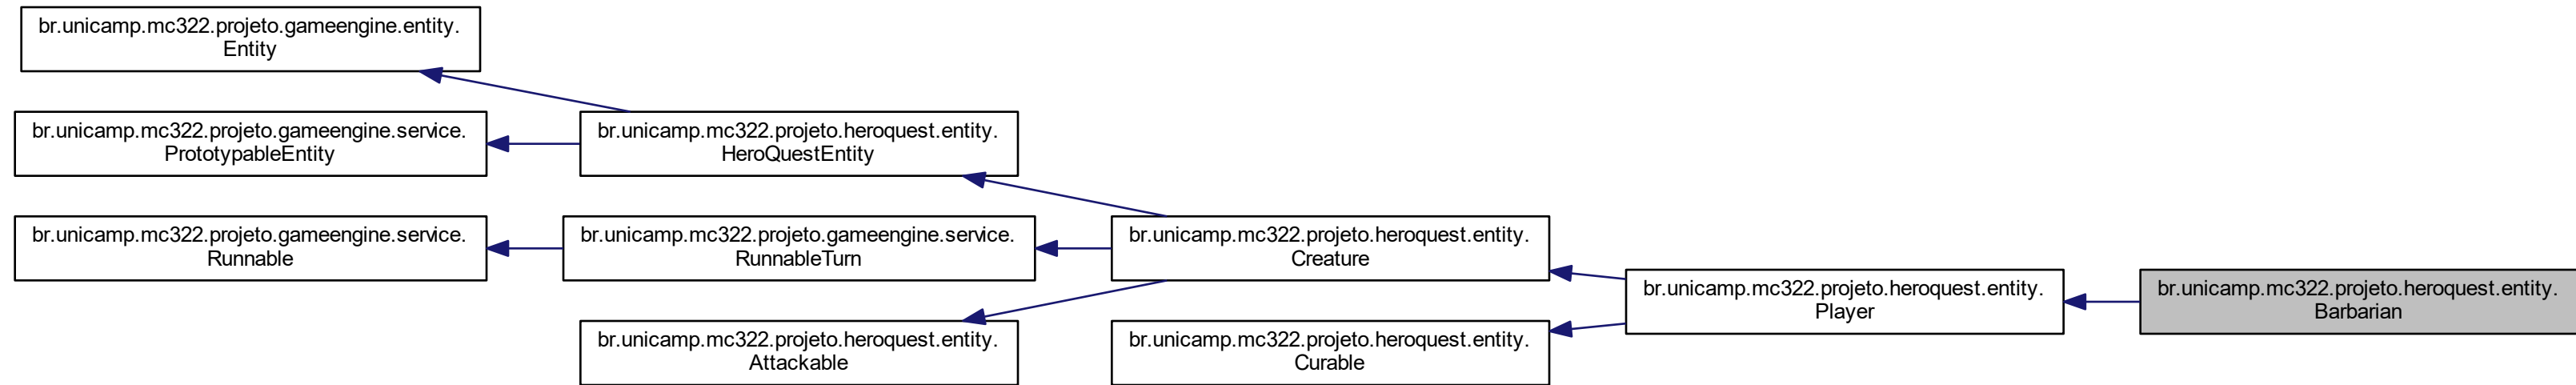 br.unicamp.mc322.projeto.gameengine.entity.
Entity
br.unicamp.mc322.projeto.gameengine.service.
PrototypableEntity
br.unicamp.mc322.projeto.heroquest.entity.
HeroQuestEntity
br.unicamp.mc322.projeto.gameengine.service.
Runnable
br.unicamp.mc322.projeto.gameengine.service.
RunnableTurn
br.unicamp.mc322.projeto.heroquest.entity.
Creature
br.unicamp.mc322.projeto.heroquest.entity.
Player
br.unicamp.mc322.projeto.heroquest.entity.
Barbarian
br.unicamp.mc322.projeto.heroquest.entity.
Attackable
br.unicamp.mc322.projeto.heroquest.entity.
Curable